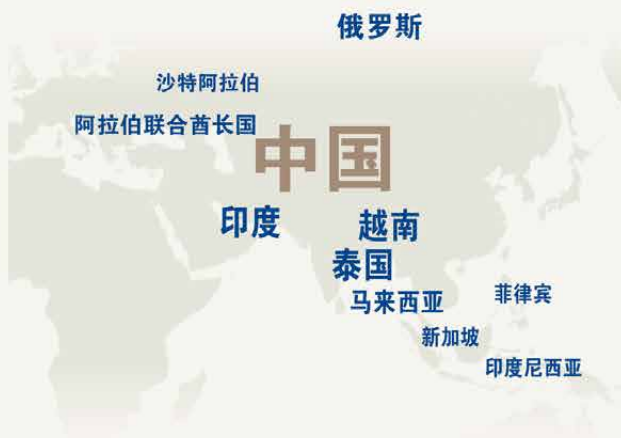 俄罗斯
沙特阿拉伯
阿拉伯联合酋长国
中国
印度
越南
泰国
马来西亚
菲律宾
新加坡
印度尼西亚